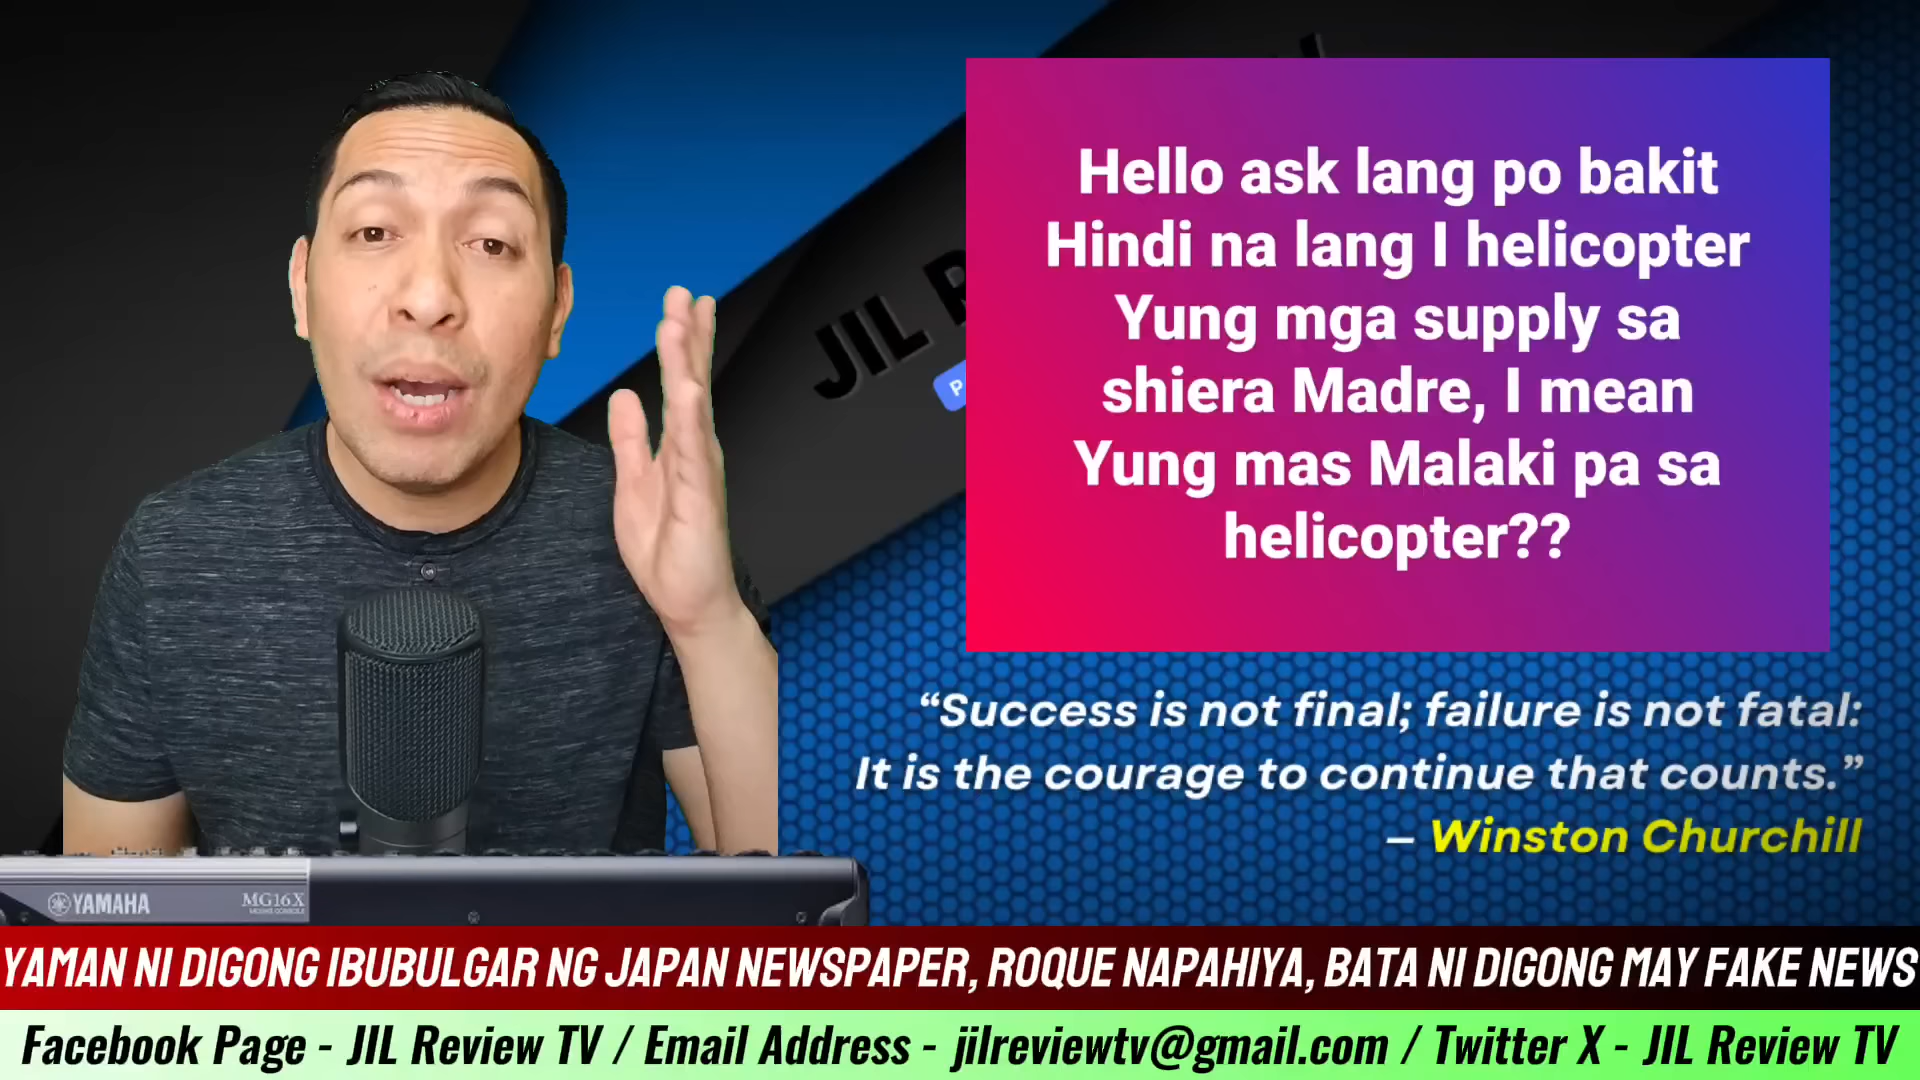 JIL R
P
Hello ask lang po bakit
Hindi na lang I helicopter
Yung mga supply sa
shiera Madre, I mean
Yung mas Malaki pa sa
helicopter??
“Success is not final; failure is not fatal:
It is the courage to continue that counts.”
– Winston Churchill
YAMAHA
MG16X
MIXING CONSOLE
YAMAN NI DIGONG IBUBULGAR NG JAPAN NEWSPAPER, ROQUE NAPAHIYA, BATA NI DIGONG MAY FAKE NEWS
Facebook Page - JIL Review TV / Email Address - jilreviewtv@gmail.com / Twitter X - JIL Review TV